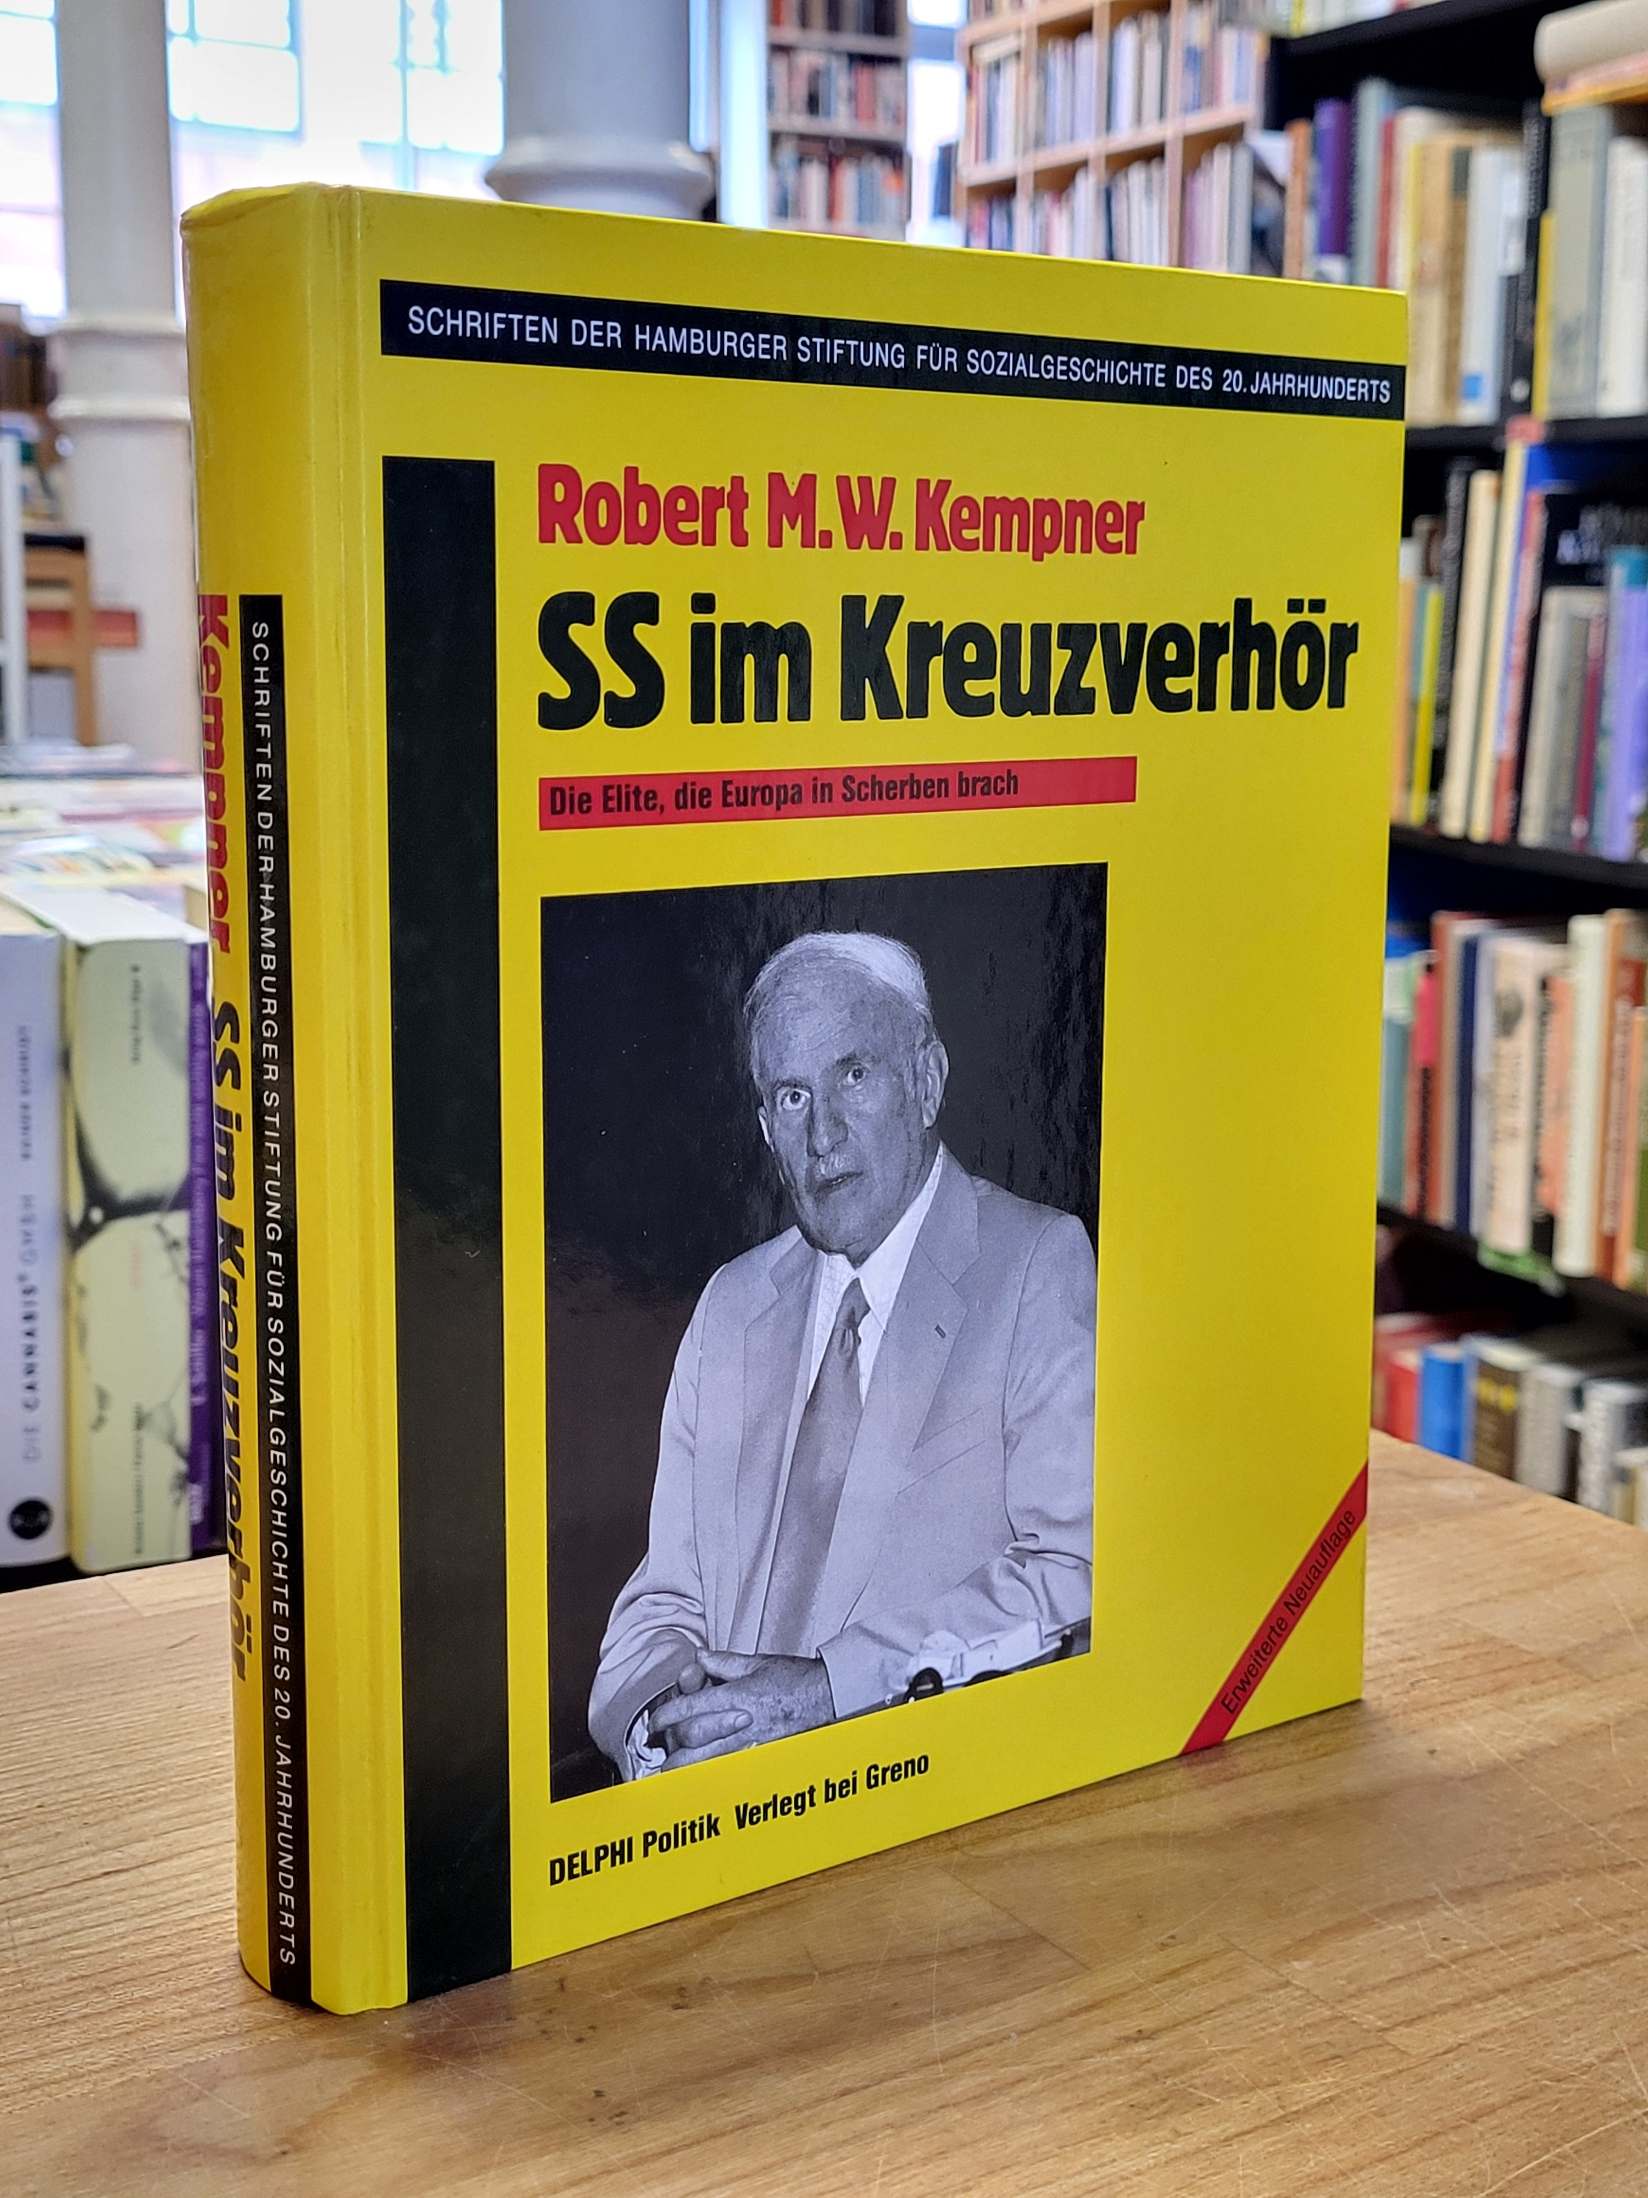 SCHRIFTEN DER HAMBURGER STIFTUNG FÜR SOZIALGESCHICHTE DES 20. JAHRHUNDERTS
Robert M.W. Kempner
SS im Kreuzverhör
Die Elite, die Europa in Scherben brach
Erweiterte Neuauflage
DELPHI Politik Verlegt bei Greno
Kempner SS im Kreuzverhör
SCHRIFTEN DER HAMBURGER STIFTUNG FÜR SOZIALGESCHICHTE DES 20. JAHRHUNDERTS